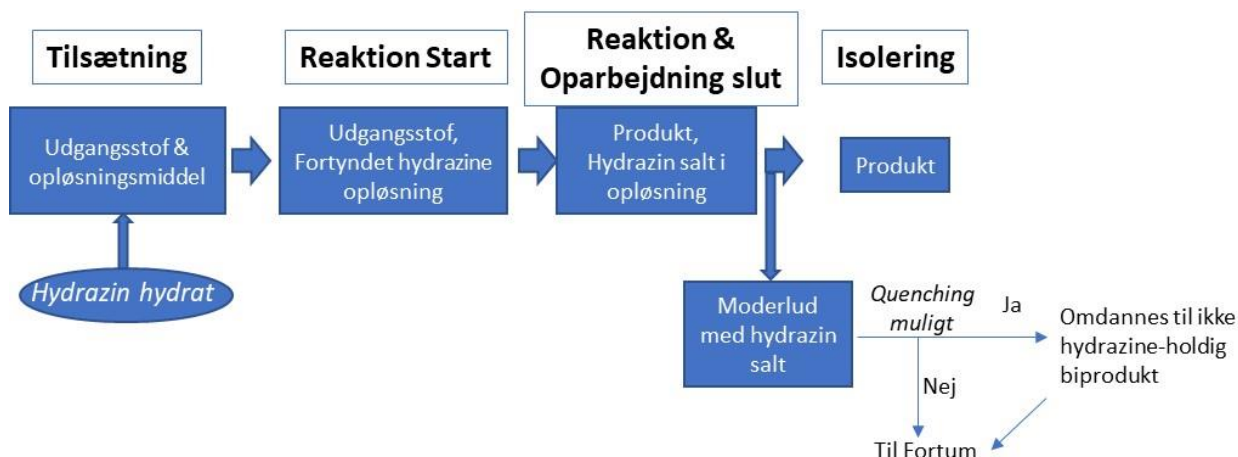 Tilsætning
Reaktion Start
Reaktion &
Oparbejdning slut
Isolering
Udgangsstof &
opløsningsmiddel
Udgangsstof,
Fortyndet hydrazine
opløsning
Produkt,
Hydrazin salt i
opløsning
Produkt
Hydrazin hydrat
Moderlud
med hydrazin
salt
Quenching
muligt
Ja
Nej
Omdannes til ikke
hydrazine-holdig
biprodukt
Til Fortum